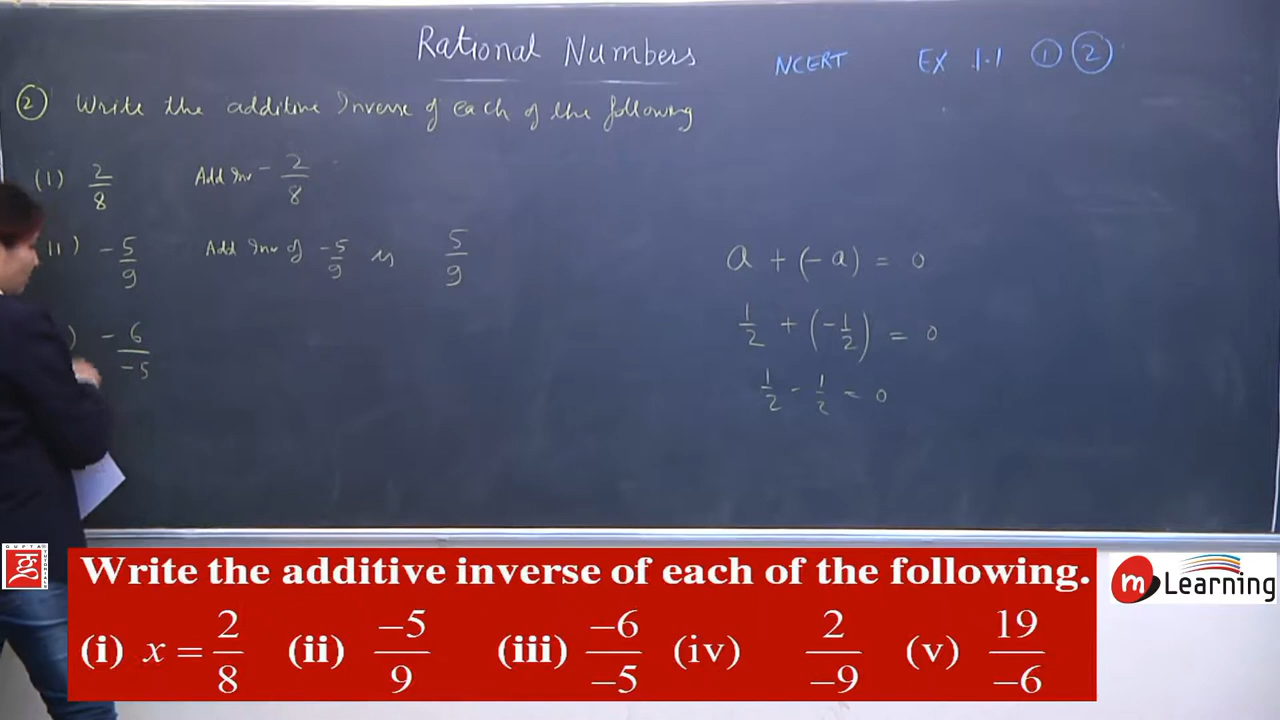 Rational Numbers
NCERT EX 1.1 ① ②
② Write the additive Inverse of each of the following
(i) 2/8 Add Inv - 2/8
ii) -5/9 Add Inv of -5/9 is 5/9
) -6/-5
a + (-a) = 0
1/2 + (-1/2) = 0
1/2 - 1/2 = 0
GUPTA
Write the additive inverse of each of the following.
(i) x = 2/8 (ii) -5/9 (iii) -6/-5 (iv) 2/-9 (v) 19/-6
m Learning